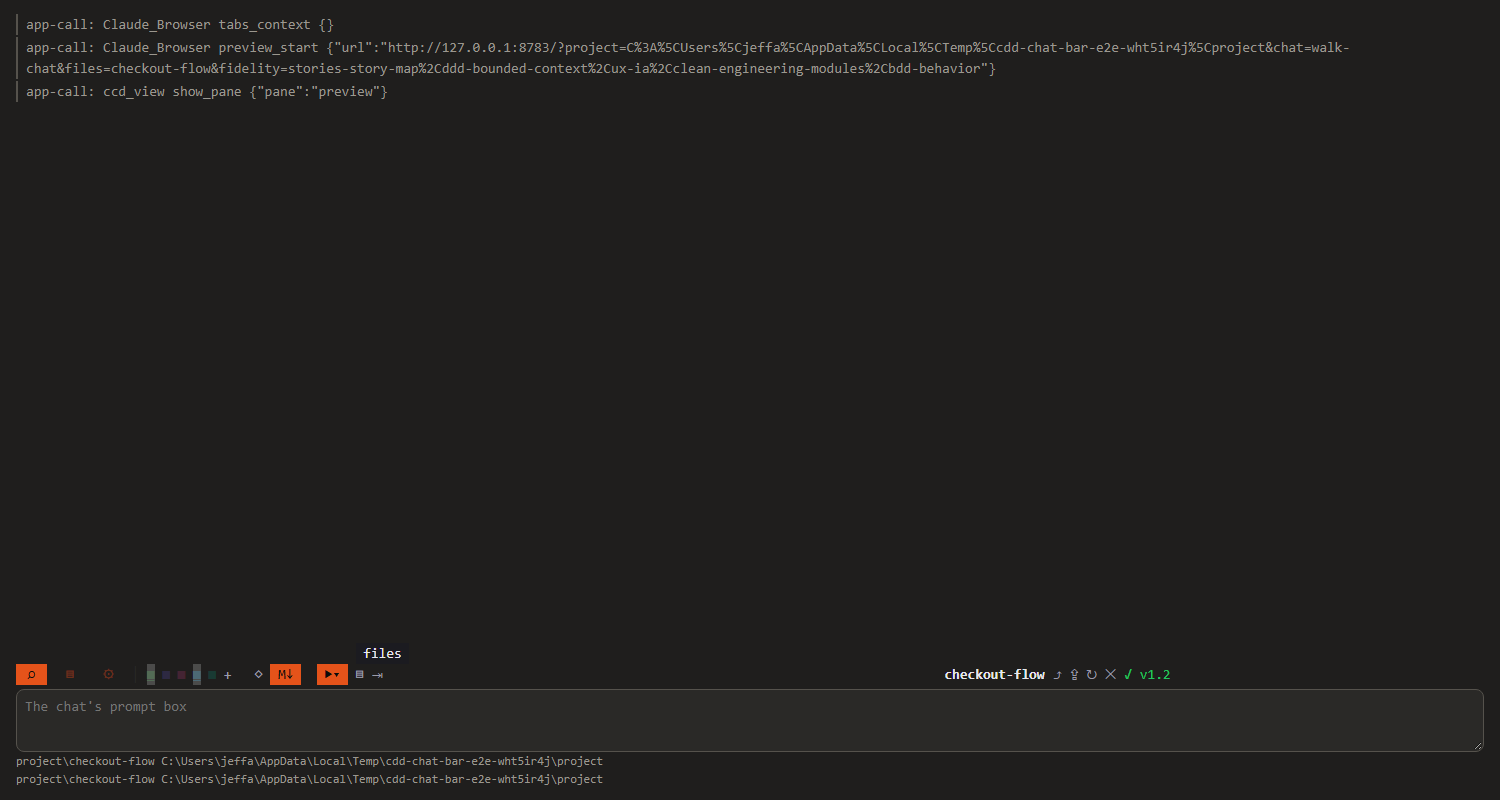 app-call: Claude_Browser tabs_context {}
app-call: Claude_Browser preview_start {"url":"http://127.0.0.1:8783/?project=C%3A%5CUsers%5Cjeffa%5CAppData%5CLocal%5CTemp%5Ccdd-chat-bar-e2e-wht5ir4j%5Cproject&chat=walk-
chat&files=checkout-flow&fidelity=stories-story-map%2Cddd-bounded-context%2Cux-ia%2Cclean-engineering-modules%2Cbdd-behavior"}
app-call: ccd_view show_pane {"pane":"preview"}
files
+ M↓ checkout-flow ✓ v1.2
The chat's prompt box
project\checkout-flow C:\Users\jeffa\AppData\Local\Temp\cdd-chat-bar-e2e-wht5ir4j\project
project\checkout-flow C:\Users\jeffa\AppData\Local\Temp\cdd-chat-bar-e2e-wht5ir4j\project